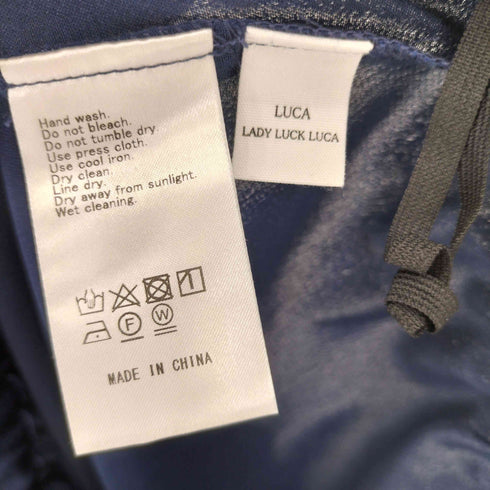 Hand wash.
Do not bleach.
Do not tumble dry.
Use press cloth.
Use cool iron.
Dry clean.
Line dry.
Dry away from sunlight.
Wet cleaning.
F
W
MADE IN CHINA
LUCA
LADY LUCK LUCA